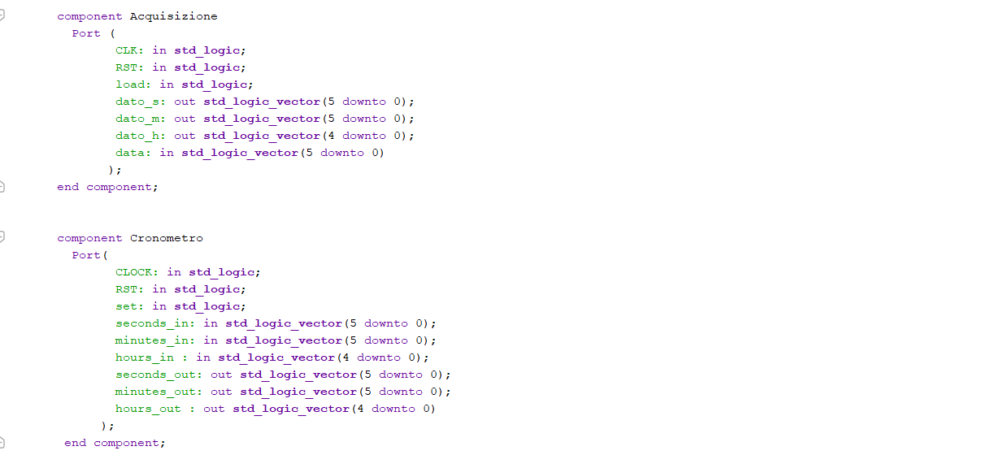 component Acquisizione
Port (
CLK: in std_logic;
RST: in std_logic;
load: in std_logic;
dato_s: out std_logic_vector(5 downto 0);
dato_m: out std_logic_vector(5 downto 0);
dato_h: out std_logic_vector(4 downto 0);
data: in std_logic_vector(5 downto 0)
);
end component;
component Cronometro
Port(
CLOCK: in std_logic;
RST: in std_logic;
set: in std_logic;
seconds_in: in std_logic_vector(5 downto 0);
minutes_in: in std_logic_vector(5 downto 0);
hours_in : in std_logic_vector(4 downto 0);
seconds_out: out std_logic_vector(5 downto 0);
minutes_out: out std_logic_vector(5 downto 0);
hours_out : out std_logic_vector(4 downto 0)
);
end component;